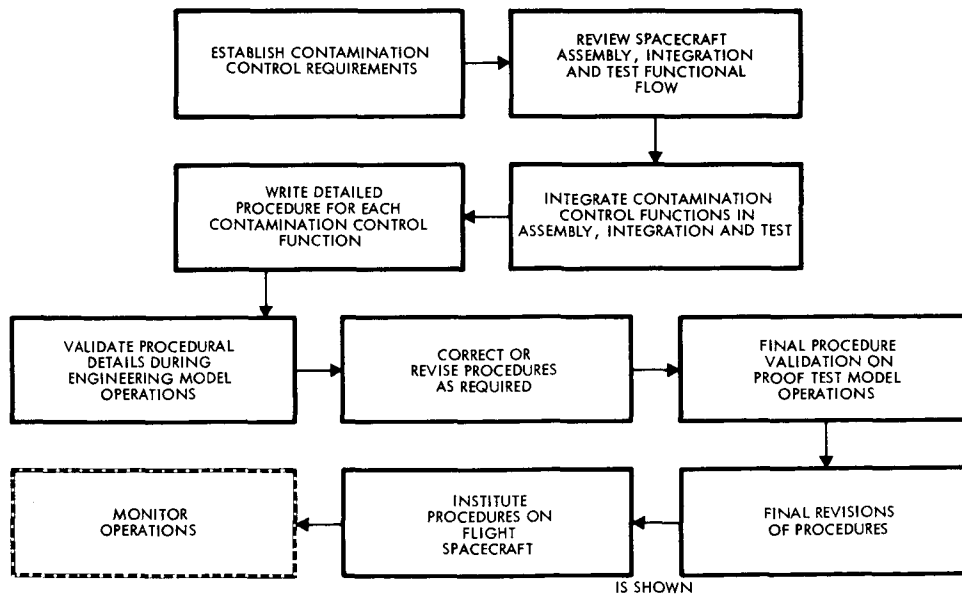 ESTABLISH CONTAMINATION
CONTROL REQUIREMENTS
REVIEW SPACECRAFT
ASSEMBLY, INTEGRATION
AND TEST FUNCTIONAL
FLOW
INTEGRATE CONTAMINATION
CONTROL FUNCTIONS IN
ASSEMBLY, INTEGRATION AND TEST
WRITE DETAILED
PROCEDURE FOR EACH
CONTAMINATION CONTROL
FUNCTION
VALIDATE PROCEDURAL
DETAILS DURING
ENGINEERING MODEL
OPERATIONS
CORRECT OR
REVISE PROCEDURES
AS REQUIRED
FINAL PROCEDURE
VALIDATION ON
PROOF TEST MODEL
OPERATIONS
FINAL REVISIONS
OF PROCEDURES
INSTITUTE
PROCEDURES ON
FLIGHT
SPACECRAFT
MONITOR
OPERATIONS
IS SHOWN